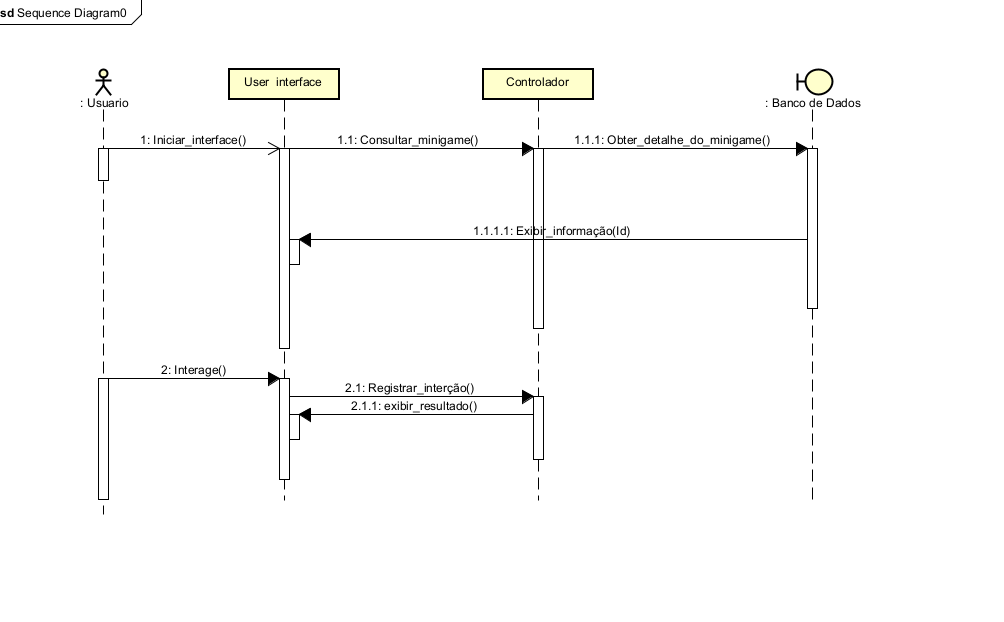 sd Sequence Diagram0
: Usuario
User interface
Controlador
: Banco de Dados
1: Iniciar_interface()
1.1: Consultar_minigame()
1.1.1: Obter_detalhe_do_minigame()
1.1.1.1: Exibir_informação(Id)
2: Interage()
2.1: Registrar_interção()
2.1.1: exibir_resultado()